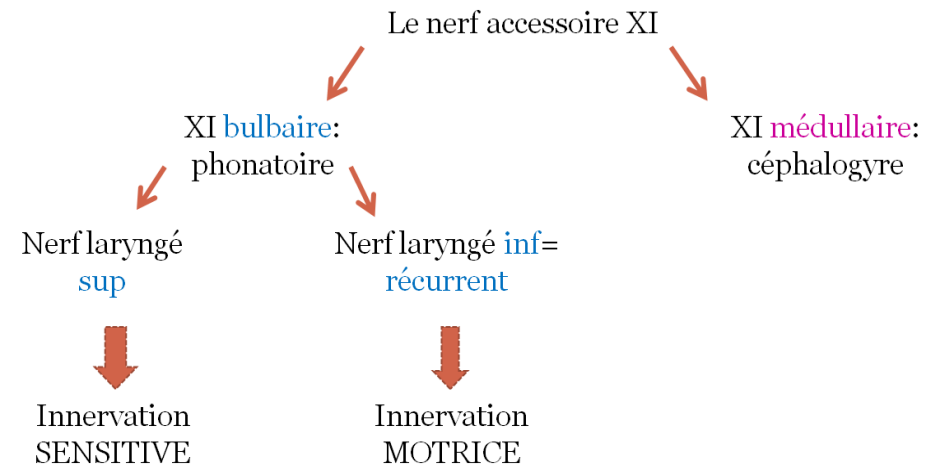 Le nerf accessoire XI
XI bulbaire:
phonatoire
XI médullaire:
céphalogyre
Nerf laryngé
sup
Nerf laryngé inf=
récurrent
Innervation
SENSITIVE
Innervation
MOTRICE